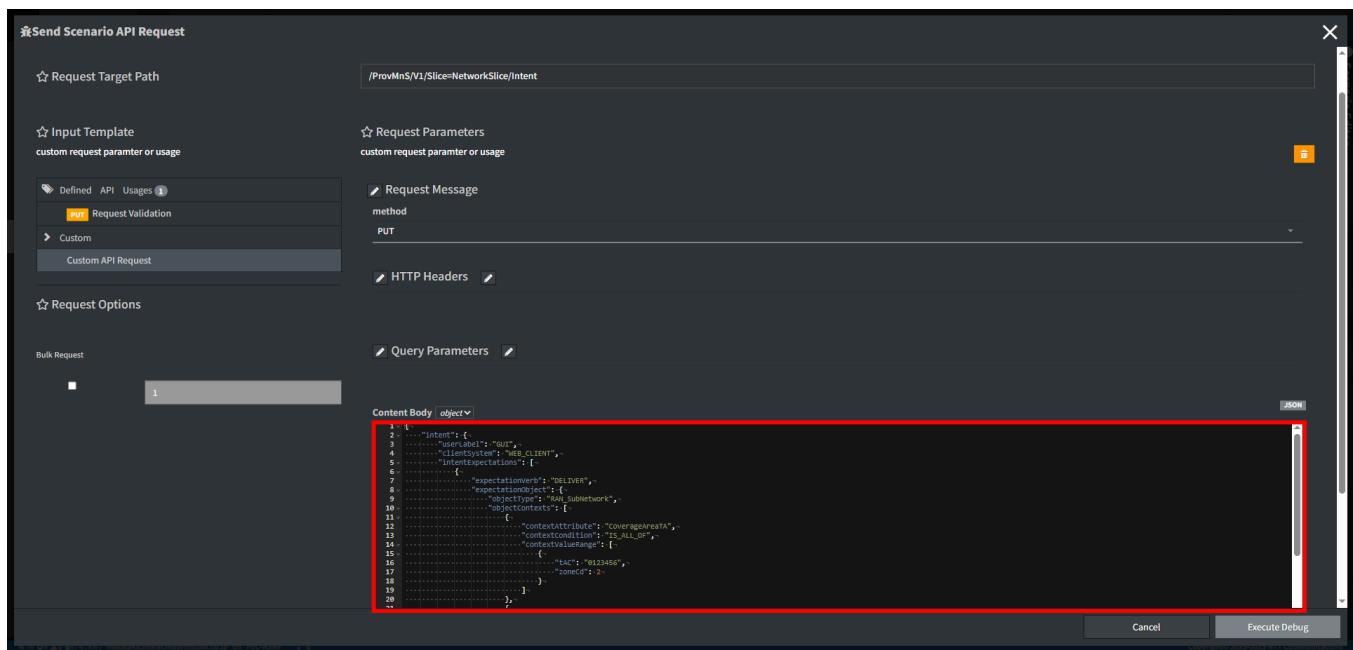 Send Scenario API Request
Request Target Path
/ProvMnS/V1/Slice=NetworkSlice/Intent
Input Template
custom request paramter or usage
Defined API Usages 1
PUT Request Validation
Custom
Custom API Request
Request Options
Bulk Request
1
Request Parameters
custom request paramter or usage
Request Message
method
PUT
HTTP Headers
Query Parameters
Content Body object
JSON
1 {
2 "intent": {
3 "userLabel": "GUI",
4 "clientSystem": "WEB_CLIENT",
5 "intentExpectations": [
6 {
7 "expectationVerb": "DELIVER",
8 "expectationObject": {
9 "objectType": "RAN_SubNetwork",
10 "objectContexts": [
11 {
12 "contextAttribute": "CoverageAreaTA",
13 "contextCondition": "IS_ALL_OF",
14 "contextValueRange": [
15 {
16 "tAC": "0123456",
17 "zoneCd": 2
18 }
19 ]
20 },
Cancel
Execute Debug